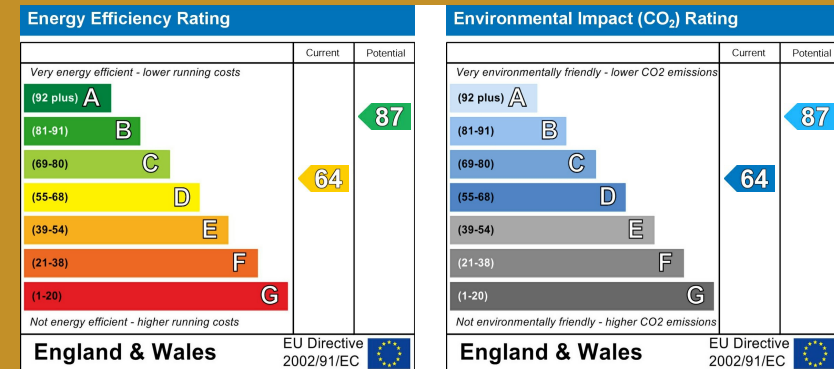 Energy Efficiency Rating
Current Potential
Very energy efficient - lower running costs
(92 plus) A
(81-91) B
(69-80) C
(55-68) D
(39-54) E
(21-38) F
(1-20) G
64
87
Not energy efficient - higher running costs
England & Wales
EU Directive
2002/91/EC
Environmental Impact (CO₂) Rating
Current Potential
Very environmentally friendly - lower CO2 emissions
(92 plus) A
(81-91) B
(69-80) C
(55-68) D
(39-54) E
(21-38) F
(1-20) G
64
87
Not environmentally friendly - higher CO2 emissions
England & Wales
EU Directive
2002/91/EC